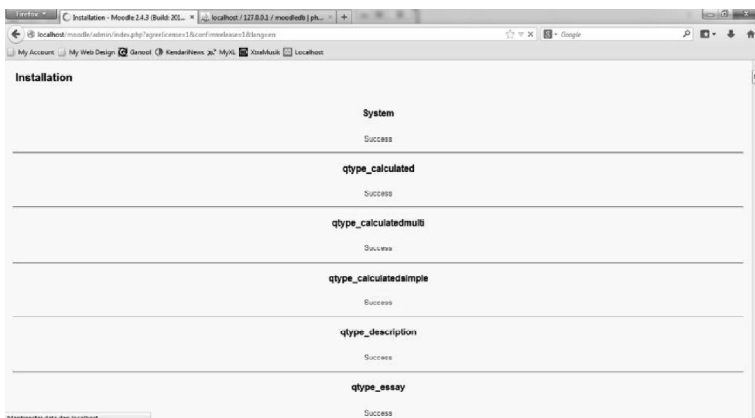 Firefox
Installation - Moodle 2.4.3 (Build: 201...
localhost / 127.0.0.1 / moodledb | ph...
localhost/moodle/admin/index.php?agreelicense=1&confirmrelease=1&lang=en
Google
My Account My Web Design Ganool KendariNews MyXL XtraMusik Localhost
Installation
System
Success
qtype_calculated
Success
qtype_calculatedmulti
Success
qtype_calculatedsimple
Success
qtype_description
Success
qtype_essay
Success